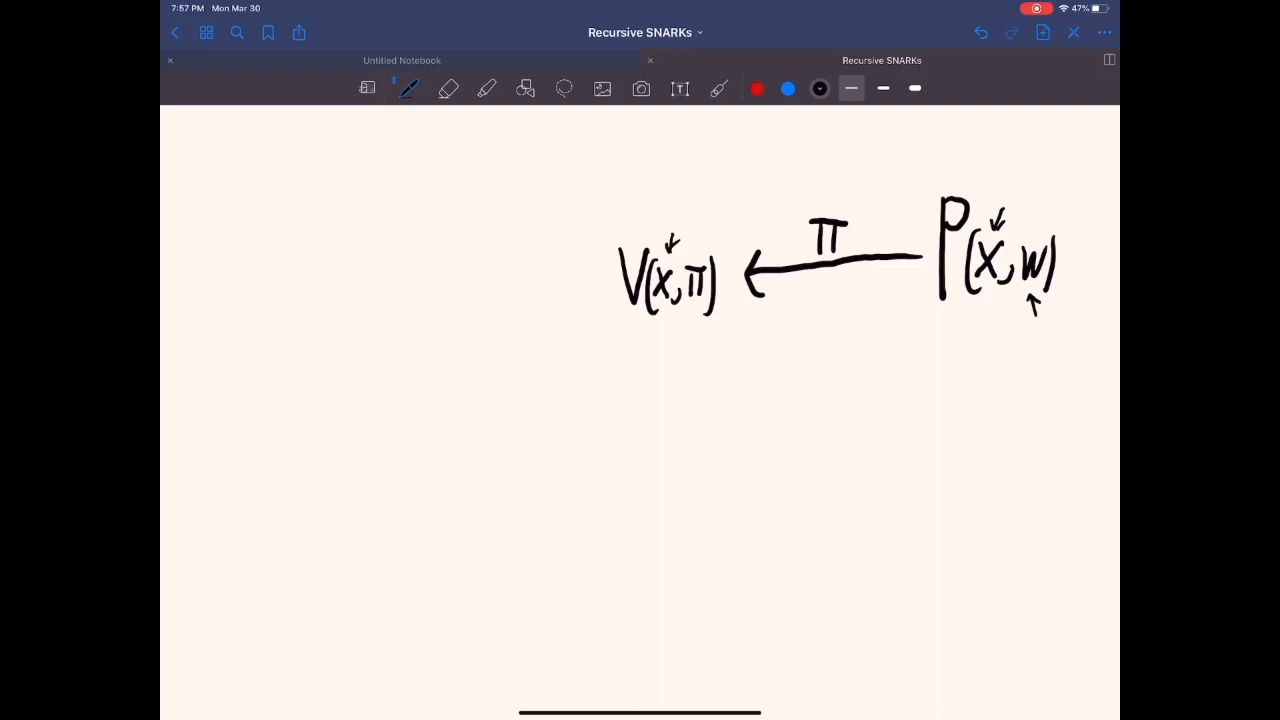 7:57 PM Mon Mar 30
47%
Recursive SNARKs
Untitled Notebook
Recursive SNARKs
T
V(x, π)
π
P(x, w)